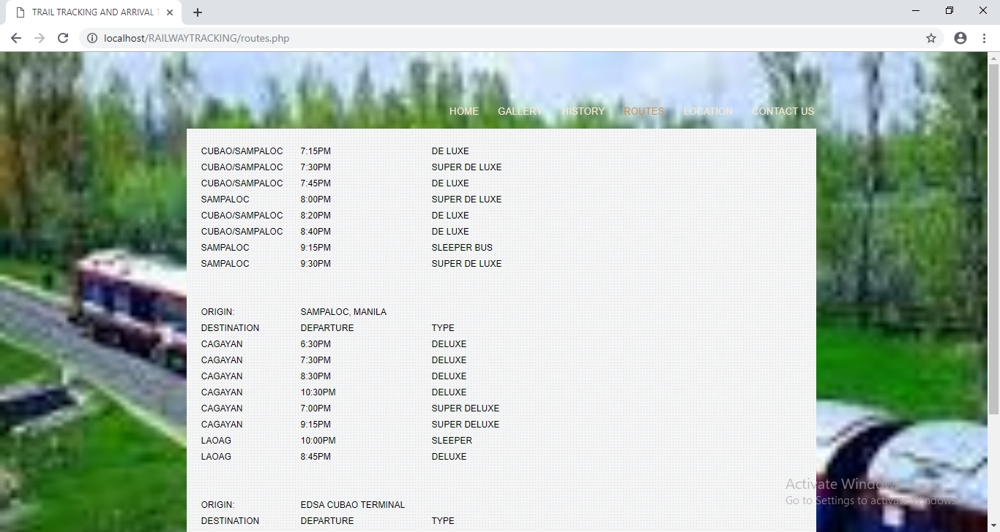 TRAIL TRACKING AND ARRIVAL T
localhost/RAILWAYTRACKING/routes.php
HOME GALLERY HISTORY ROUTES LOCATION CONTACT US
CUBAO/SAMPALOC 7:15PM DE LUXE
CUBAO/SAMPALOC 7:30PM SUPER DE LUXE
CUBAO/SAMPALOC 7:45PM DE LUXE
SAMPALOC 8:00PM SUPER DE LUXE
CUBAO/SAMPALOC 8:20PM DE LUXE
CUBAO/SAMPALOC 8:40PM DE LUXE
SAMPALOC 9:15PM SLEEPER BUS
SAMPALOC 9:30PM SUPER DE LUXE
ORIGIN: SAMPALOC, MANILA
DESTINATION DEPARTURE TYPE
CAGAYAN 6:30PM DELUXE
CAGAYAN 7:30PM DELUXE
CAGAYAN 8:30PM DELUXE
CAGAYAN 10:30PM DELUXE
CAGAYAN 7:00PM SUPER DELUXE
CAGAYAN 9:15PM SUPER DELUXE
LAOAG 10:00PM SLEEPER
LAOAG 8:45PM DELUXE
ORIGIN: EDSA CUBAO TERMINAL
DESTINATION DEPARTURE TYPE
Activate Windows
Go to Settings to activate Windows.